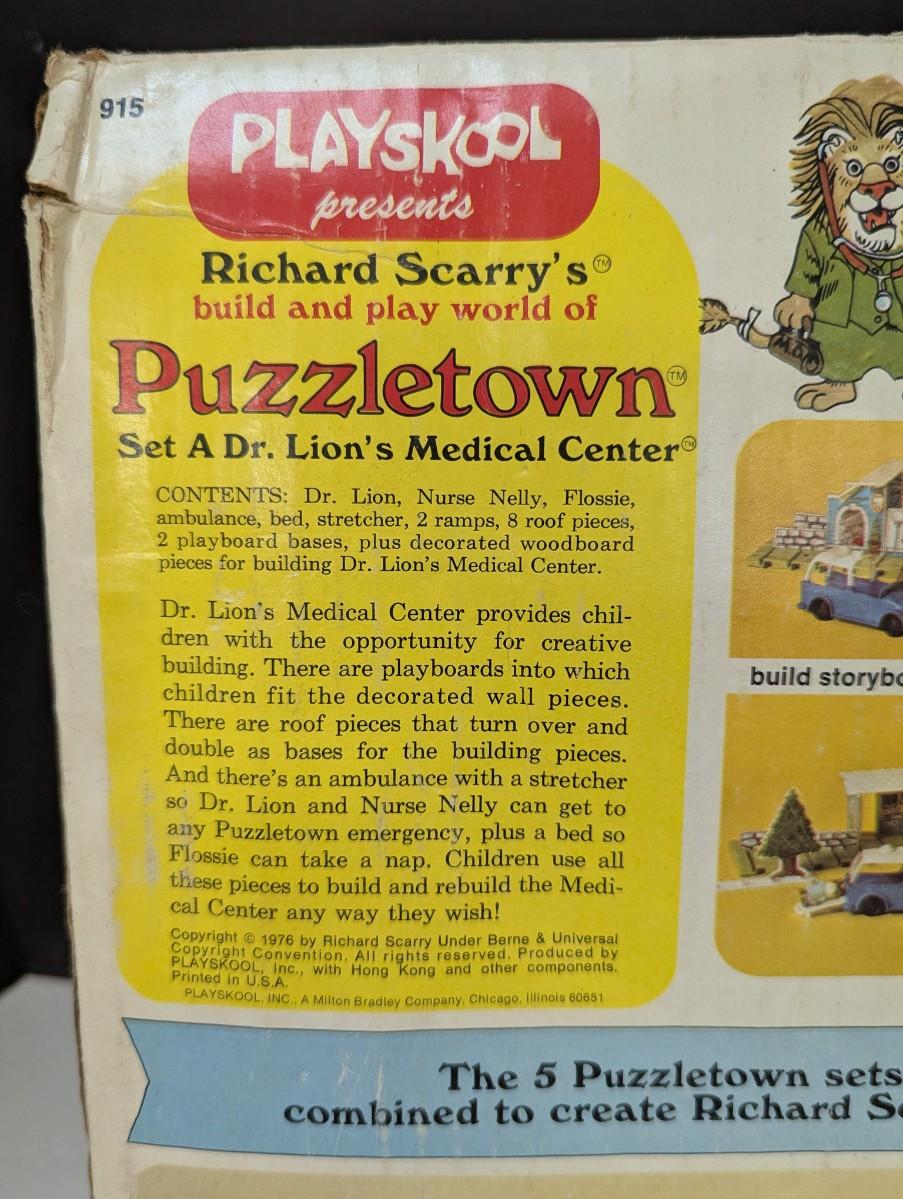 915
PLAYSKOOL
presents
Richard Scarry's™
build and play world of
Puzzletown™
Set A Dr. Lion's Medical Center©
CONTENTS: Dr. Lion, Nurse Nelly, Flossie,
ambulance, bed, stretcher, 2 ramps, 8 roof pieces,
2 playboard bases, plus decorated woodboard
pieces for building Dr. Lion's Medical Center.
Dr. Lion's Medical Center provides chil-
dren with the opportunity for creative
building. There are playboards into which
children fit the decorated wall pieces.
There are roof pieces that turn over and
double as bases for the building pieces.
And there's an ambulance with a stretcher
so Dr. Lion and Nurse Nelly can get to
any Puzzletown emergency, plus a bed so
Flossie can take a nap. Children use all
these pieces to build and rebuild the Medi-
cal Center any way they wish!
Copyright © 1976 by Richard Scarry Under Berne & Universal
Copyright Convention. All rights reserved. Produced by
PLAYSKOOL, Inc., with Hong Kong and other components.
Printed in U.S.A.
PLAYSKOOL, INC., A Milton Bradley Company, Chicago, Illinois 60651
M.D.
build
The 5 Puzzletown sets
combined to create Richard